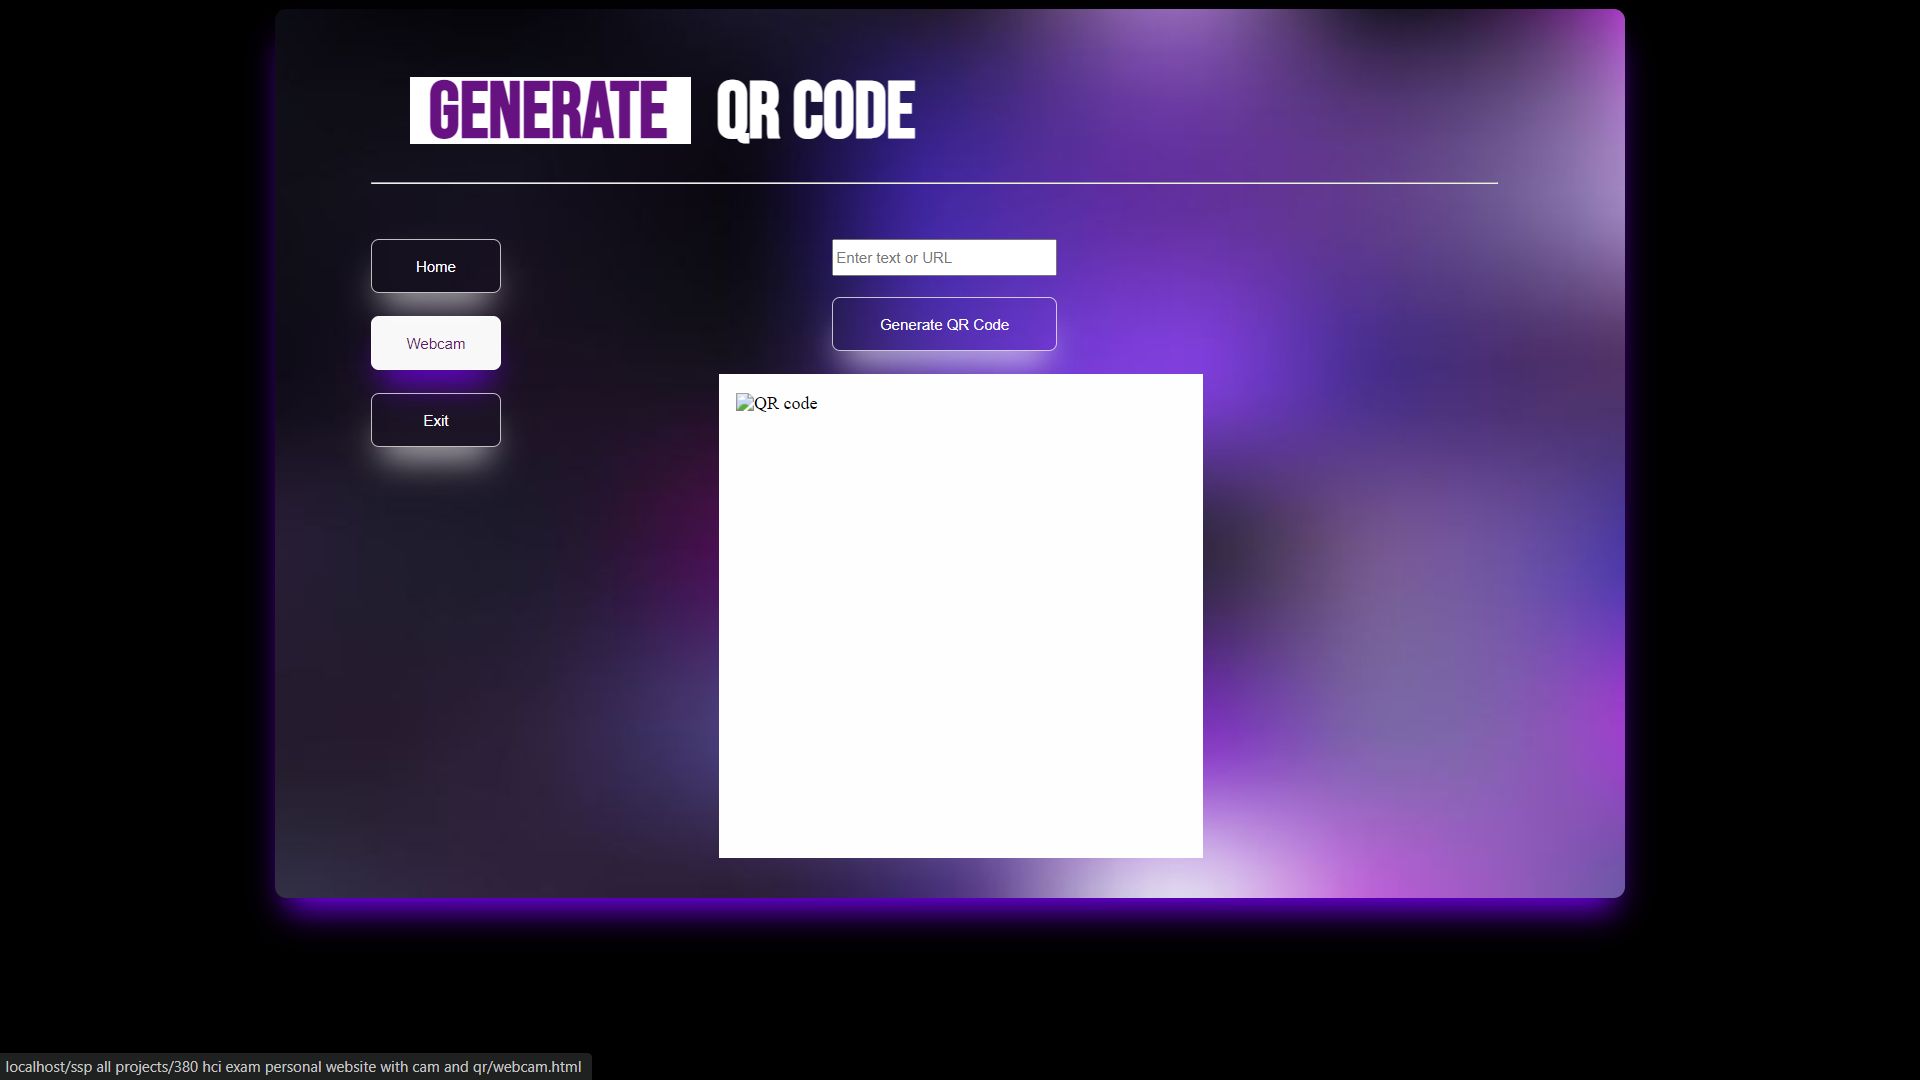 GENERATE QR CODE
Home
Enter text or URL
Webcam
Generate QR Code
Exit
QR code
localhost/ssp all projects/380 hci exam personal website with cam and qr/webcam.html